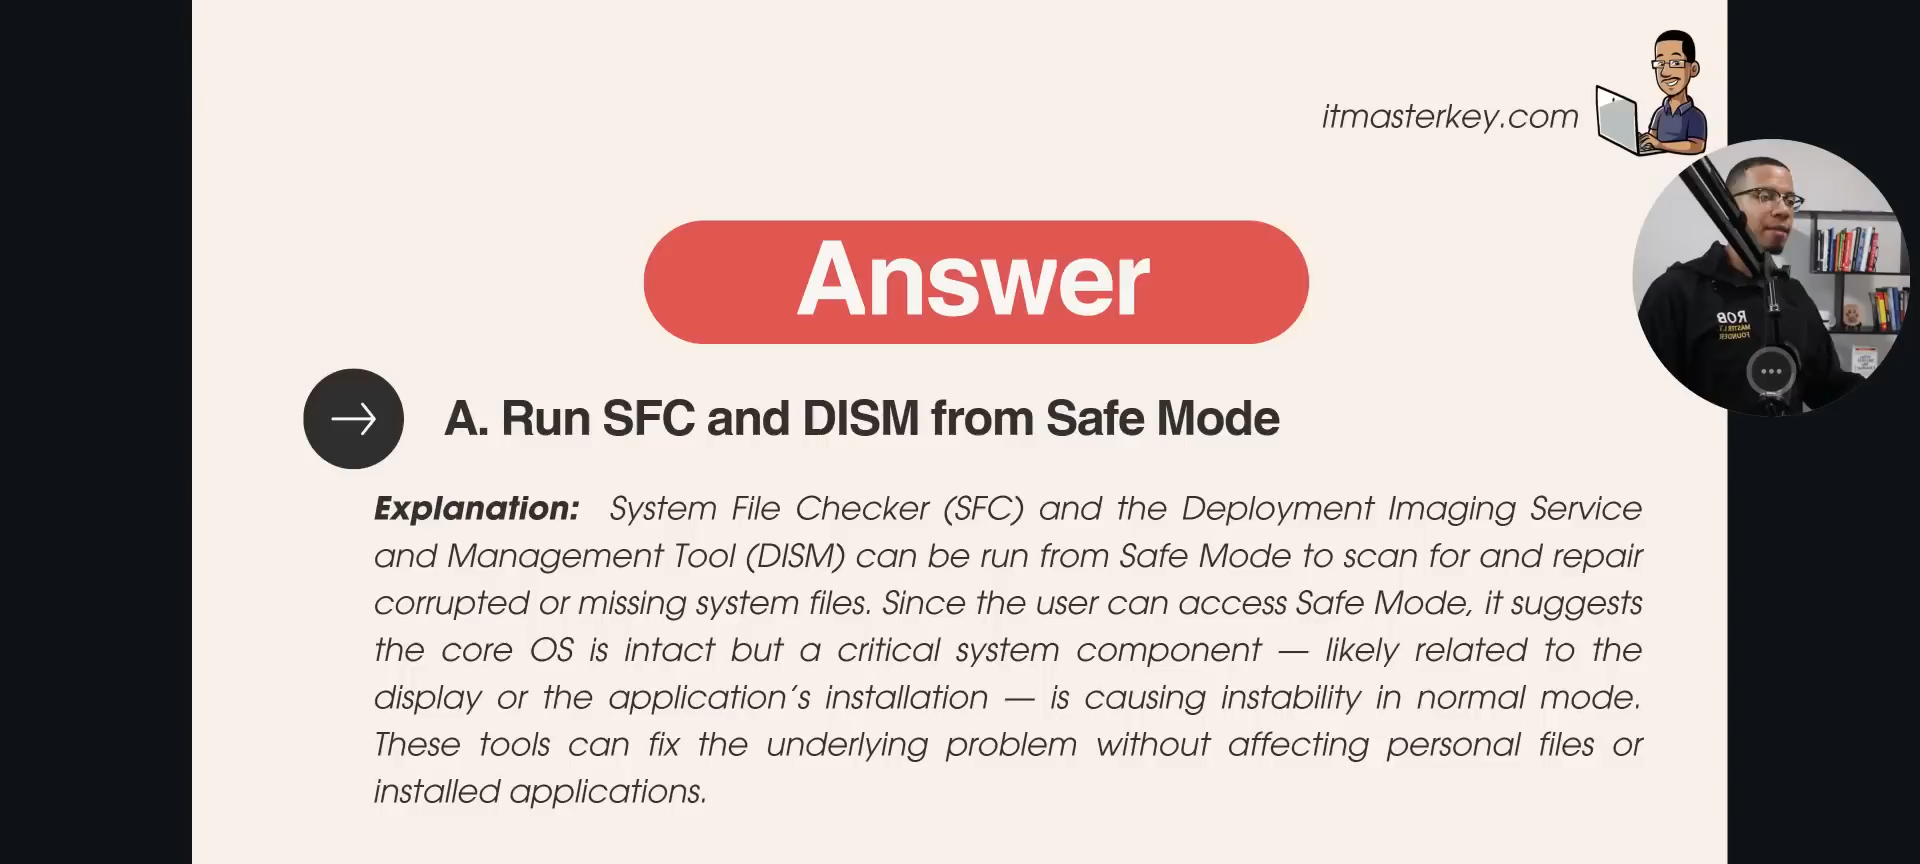 itmasterkey.com
Answer
A. Run SFC and DISM from Safe Mode
Explanation: System File Checker (SFC) and the Deployment Imaging Service
and Management Tool (DISM) can be run from Safe Mode to scan for and repair
corrupted or missing system files. Since the user can access Safe Mode, it suggests
the core OS is intact but a critical system component — likely related to the
display or the application’s installation — is causing instability in normal mode.
These tools can fix the underlying problem without affecting personal files or
installed applications.
ROB
MASTER I.T.
FOUNDER